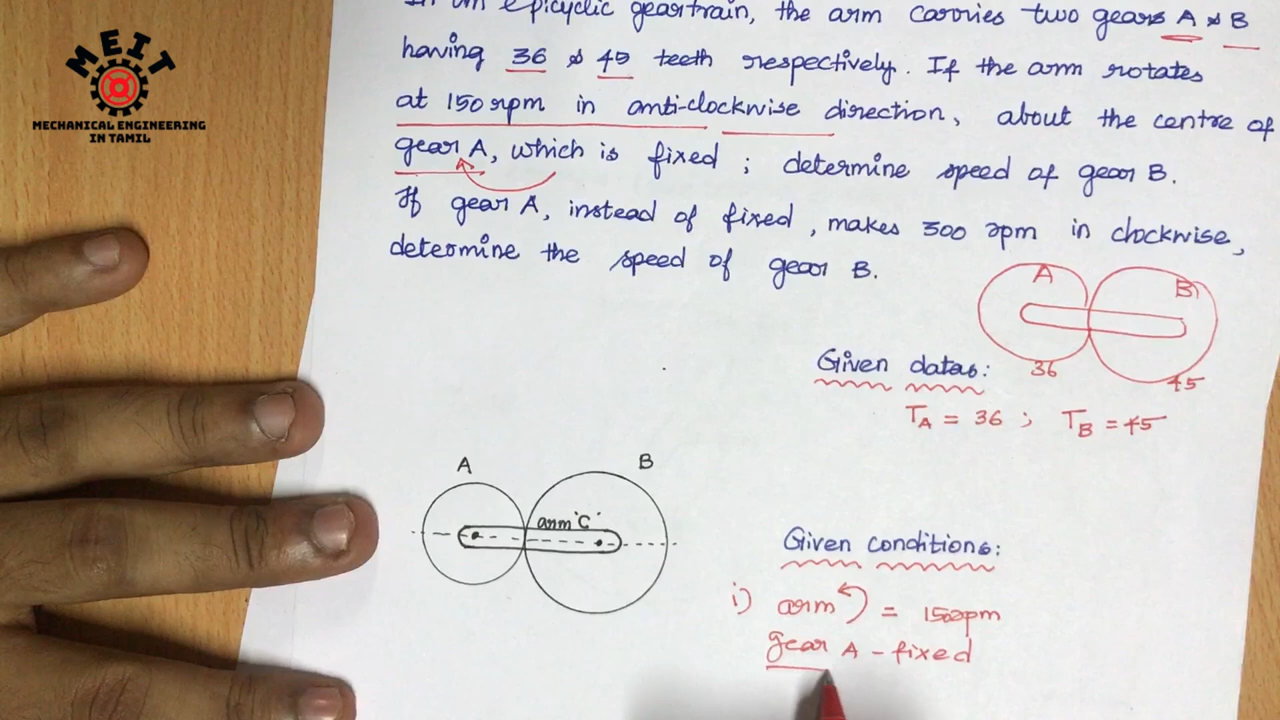 MEIT
MECHANICAL ENGINEERING
IN TAMIL
In an epicyclic geartrain, the arm carries two gears A & B
having 36 & 45 teeth respectively. If the arm rotates
at 150 rpm in anti-clockwise direction, about the centre of
gear A, which is fixed ; determine speed of gear B.
If gear A, instead of fixed, makes 300 rpm in clockwise,
determine the speed of gear B.
A B
36 45
Given datas:
TA = 36 ; TB = 45
A B
arm 'C'
Given conditions:
i) arm = 150rpm
gear A - fixed